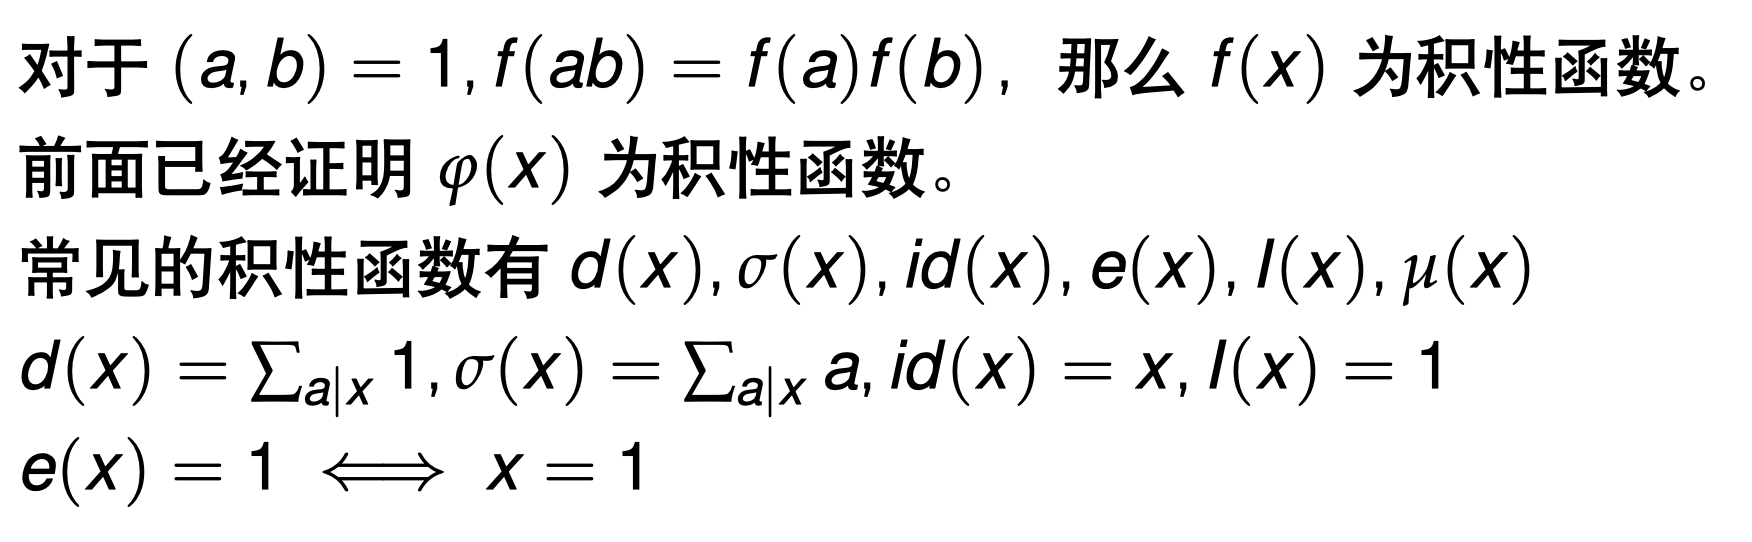 对于 (a, b) = 1, f(ab) = f(a)f(b)，那么 f(x) 为积性函数。
前面已经证明 φ(x) 为积性函数。
常见的积性函数有 d(x), σ(x), id(x), e(x), I(x), μ(x)
d(x) = ∑_{a|x} 1, σ(x) = ∑_{a|x} a, id(x) = x, I(x) = 1
e(x) = 1 ⟺ x = 1